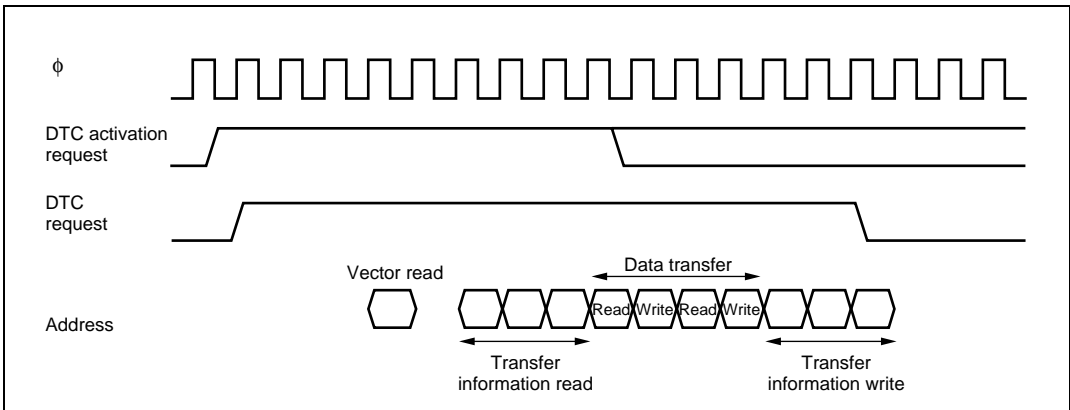 ϕ
DTC activation
request
DTC
request
Vector read
Data transfer
Address
Read Write Read Write
Transfer
information read
Transfer
information write